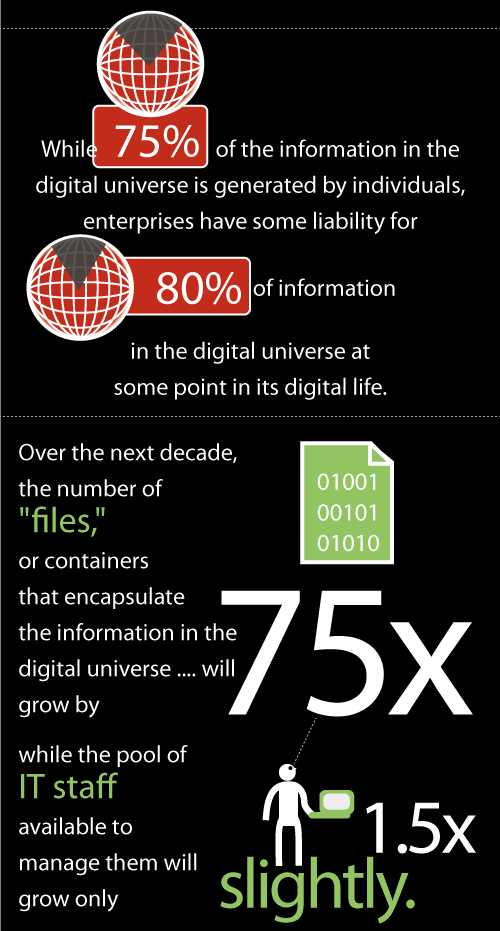 While 75% of the information in the
digital universe is generated by individuals,
enterprises have some liability for
80% of information
in the digital universe at
some point in its digital life.
Over the next decade,
the number of
"files,"
or containers
that encapsulate
the information in the
digital universe .... will
grow by
01001
00101
01010
75x
while the pool of
IT staff
available to
manage them will
grow only
1.5x
slightly.